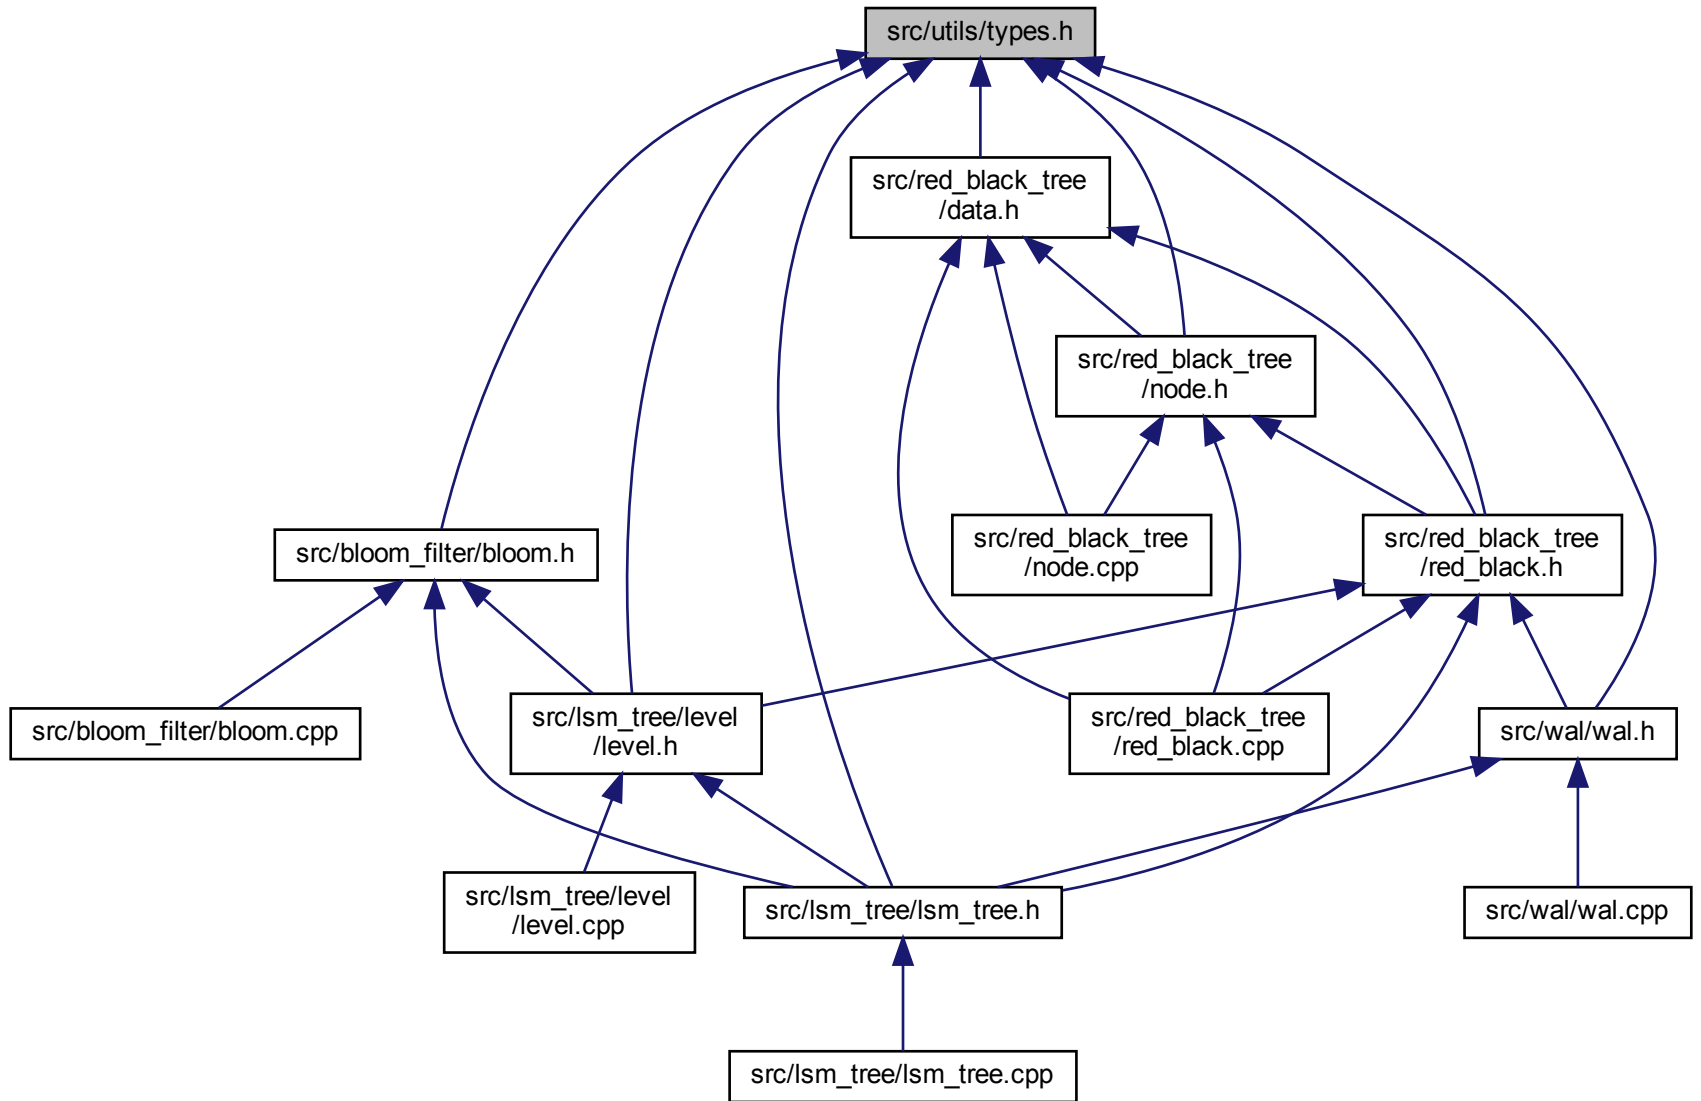 src/utils/types.h
src/red_black_tree
/data.h
src/red_black_tree
/node.h
src/bloom_filter/bloom.h
src/red_black_tree
/node.cpp
src/red_black_tree
/red_black.h
src/bloom_filter/bloom.cpp
src/lsm_tree/level
/level.h
src/red_black_tree
/red_black.cpp
src/wal/wal.h
src/lsm_tree/level
/level.cpp
src/lsm_tree/lsm_tree.h
src/wal/wal.cpp
src/lsm_tree/lsm_tree.cpp